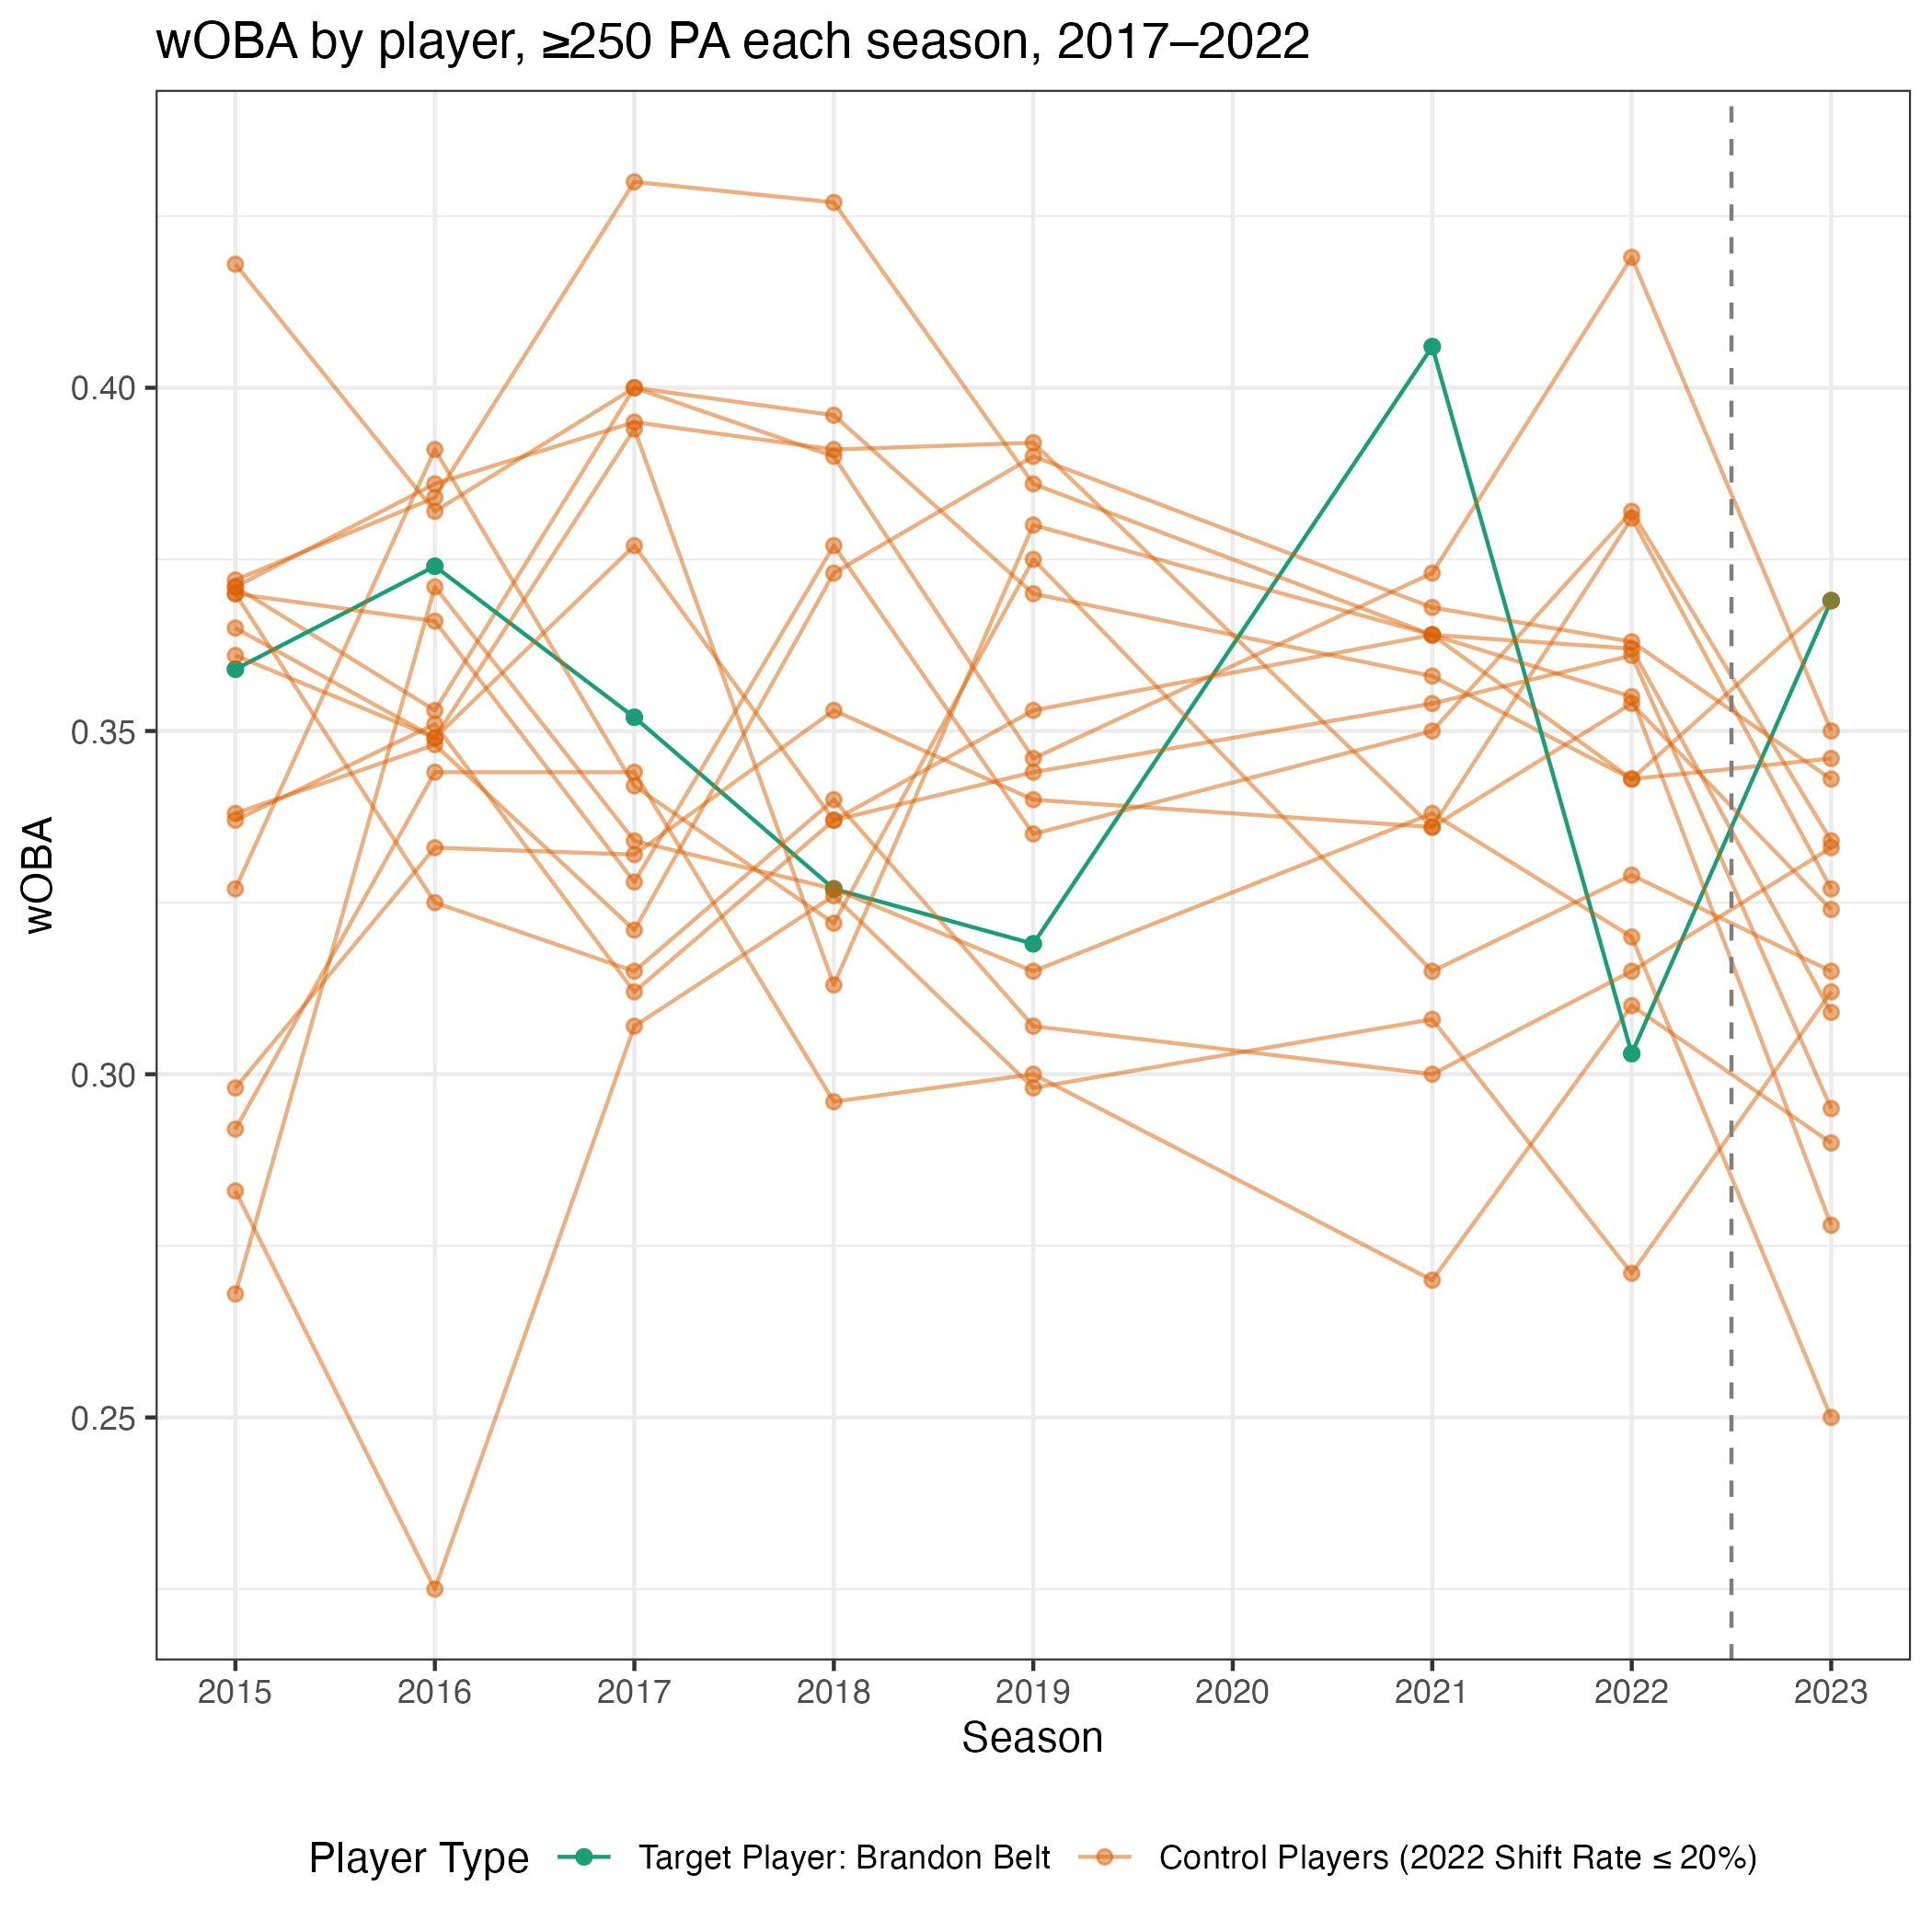 wOBA by player, ≥250 PA each season, 2017–2022
wOBA
0.40
0.35
0.30
0.25
2015 2016 2017 2018 2019 2020 2021 2022 2023
Season
Player Type Target Player: Brandon Belt Control Players (2022 Shift Rate ≤ 20%)